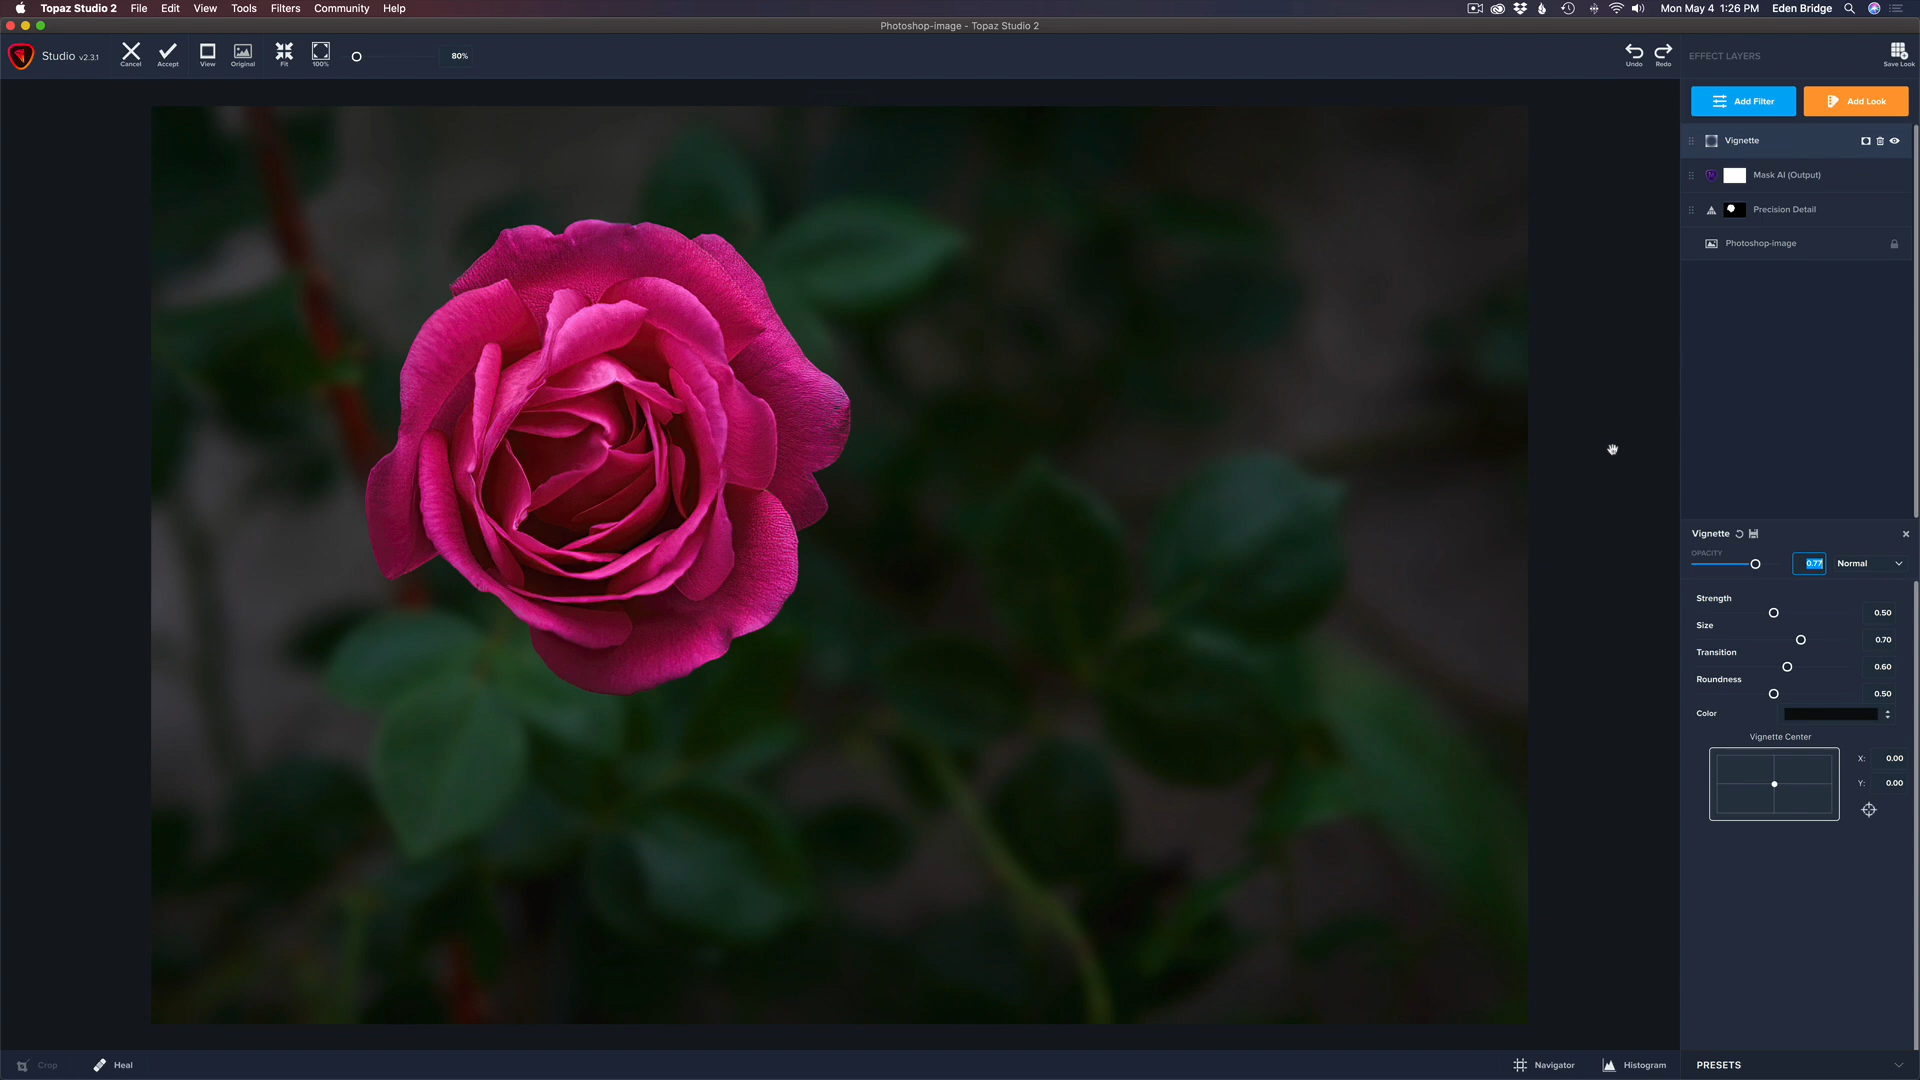 Topaz Studio 2 File Edit View Tools Filters Community Help Mon May 4 1:26 PM Eden Bridge
Photoshop-image - Topaz Studio 2
Studio v2.3.1 Cancel Accept View Original Fit 100% 80% Undo Redo EFFECT LAYERS Save Look
Add Filter Add Look
Vignette
Mask AI (Output)
Precision Detail
Photoshop-image
Vignette
OPACITY
0.77 Normal
Strength
0.50
Size
0.70
Transition
0.60
Roundness
0.50
Color
Vignette Center
X: 0.00
Y: 0.00
Crop Heal Navigator Histogram PRESETS